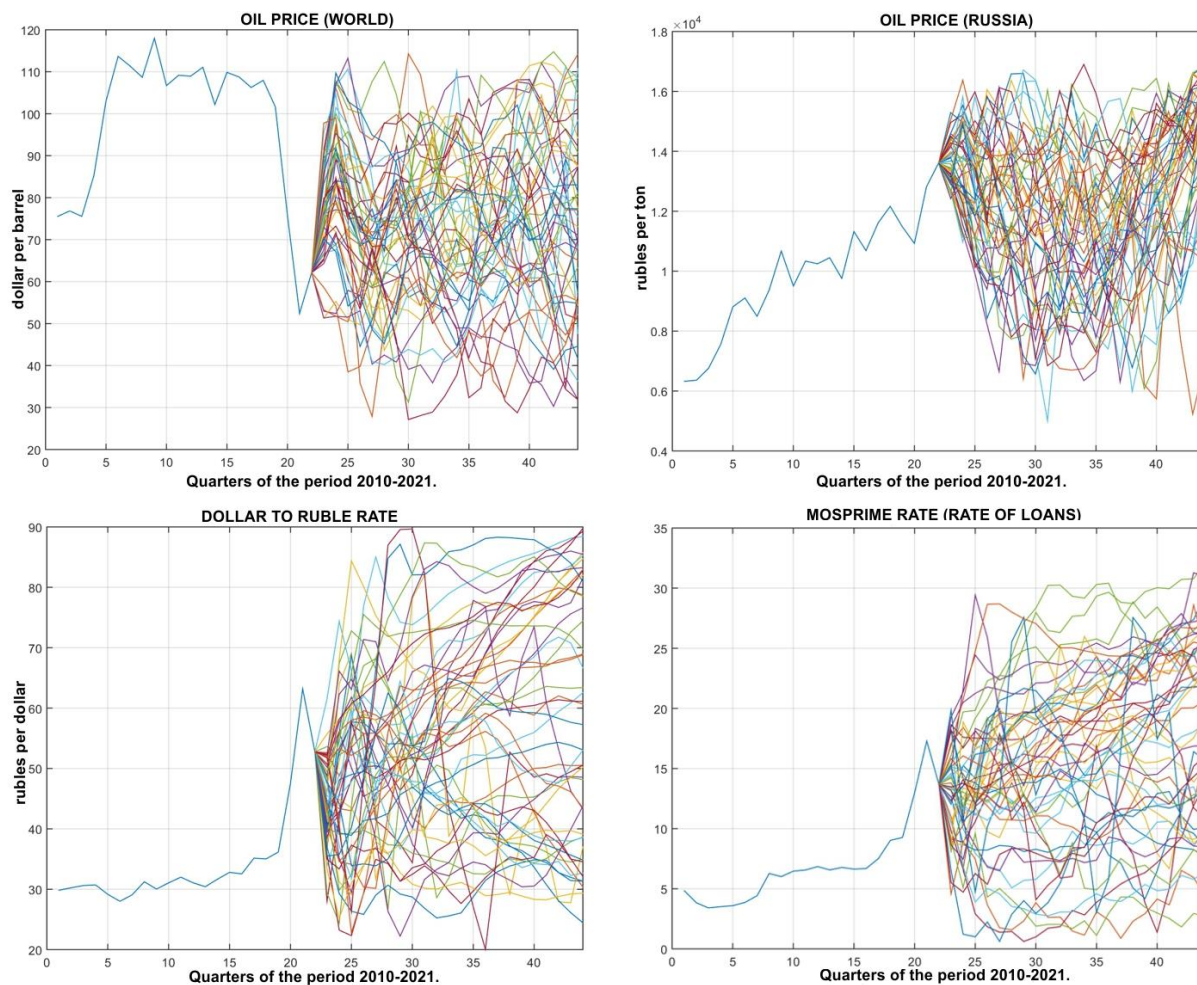 OIL PRICE (WORLD)
120
110
100
90
80
70
60
50
40
30
20
dollar per barrel
0 5 10 15 20 25 30 35 40
Quarters of the period 2010-2021.
OIL PRICE (RUSSIA)
×10⁴
1.8
1.6
1.4
1.2
1
0.8
0.6
0.4
rubles per ton
0 5 10 15 20 25 30 35 40
Quarters of the period 2010-2021.
DOLLAR TO RUBLE RATE
90
80
70
60
50
40
30
20
rubles per dollar
0 5 10 15 20 25 30 35 40
Quarters of the period 2010-2021.
MOSPRIME RATE (RATE OF LOANS)
35
30
25
20
15
10
5
0
0 5 10 15 20 25 30 35 40
Quarters of the period 2010-2021.